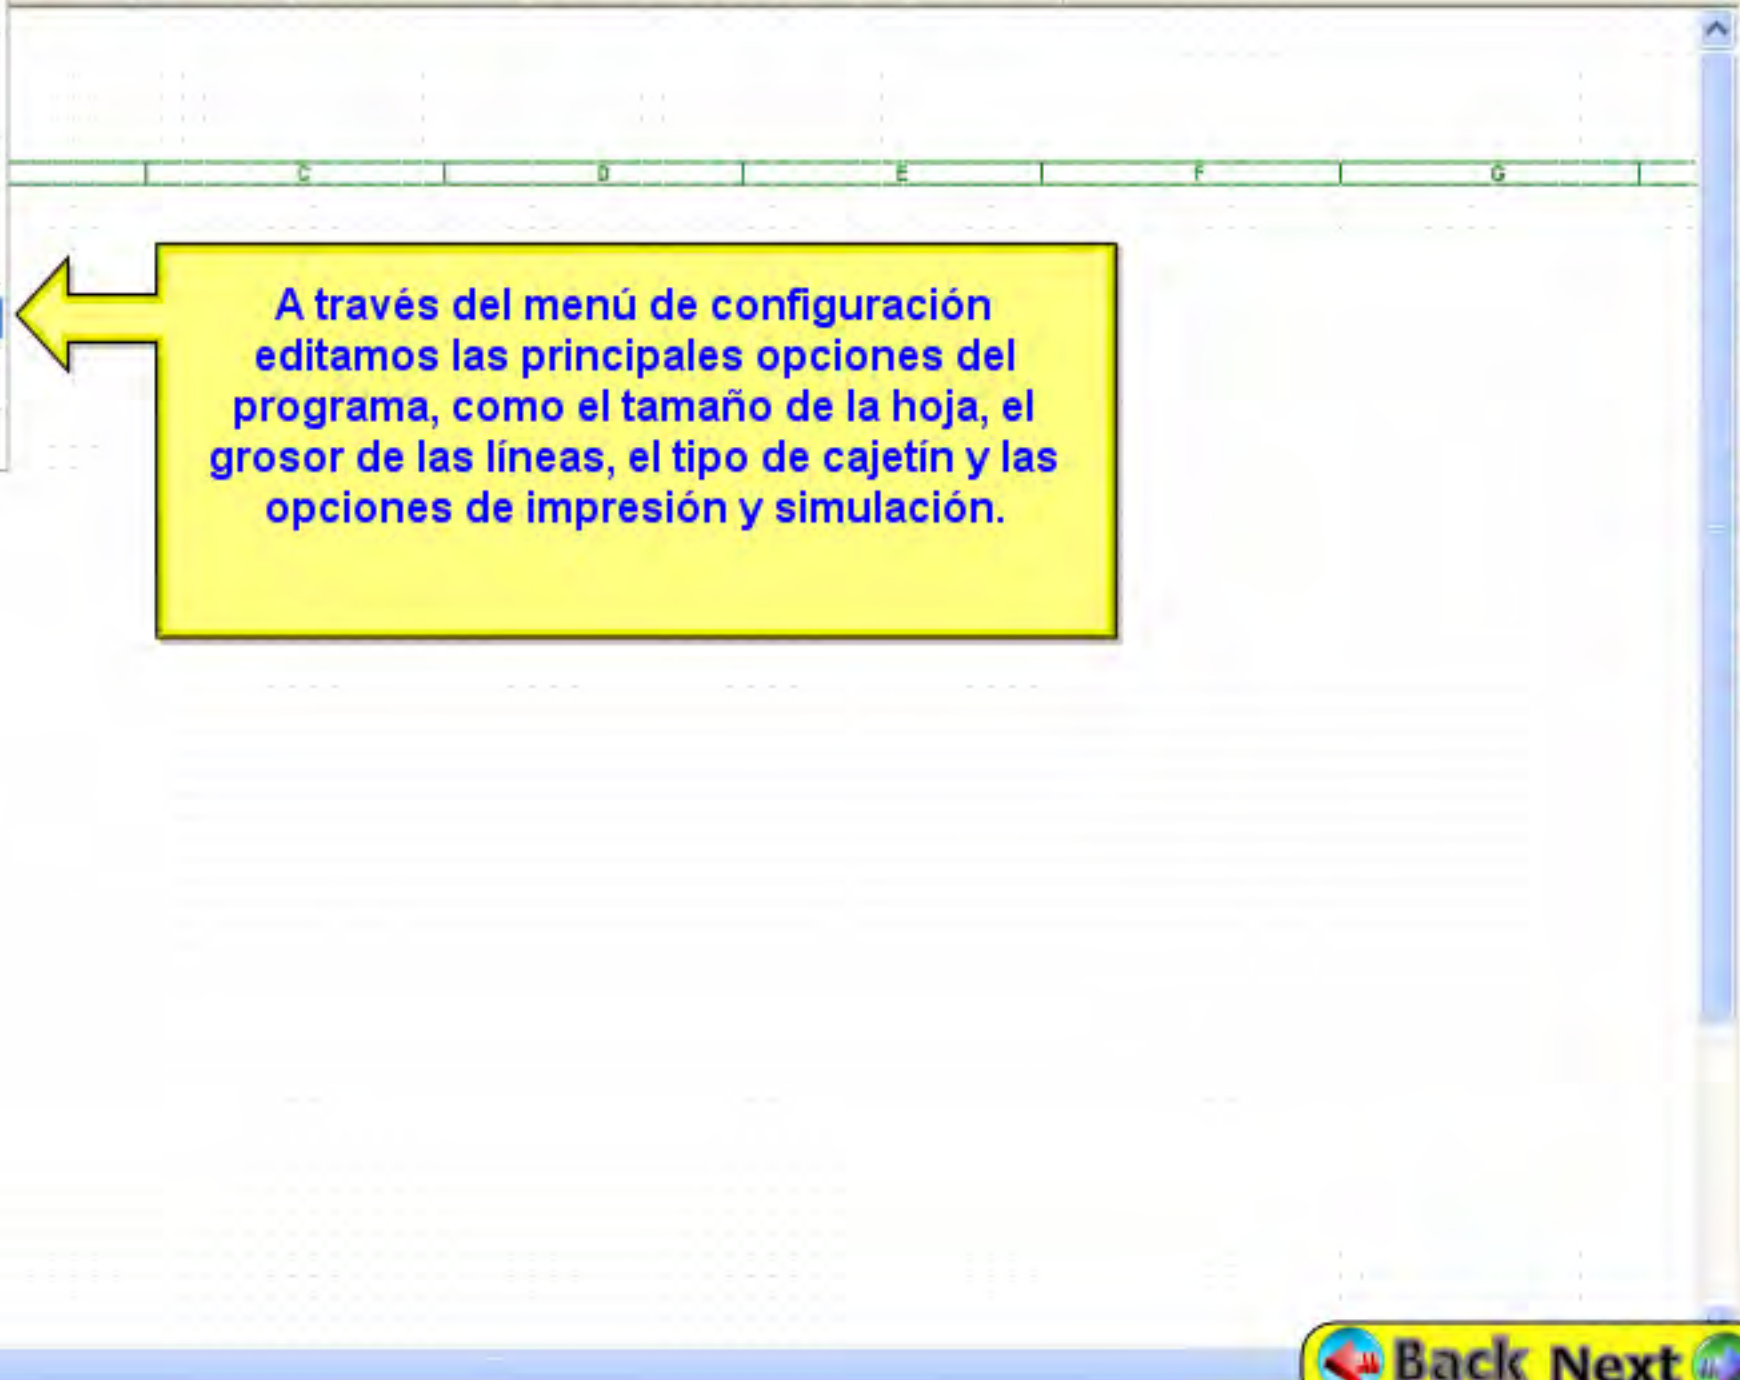 C D E F G
A través del menú de configuración
editamos las principales opciones del
programa, como el tamaño de la hoja, el
grosor de las líneas, el tipo de cajetín y las
opciones de impresión y simulación.
Back Next